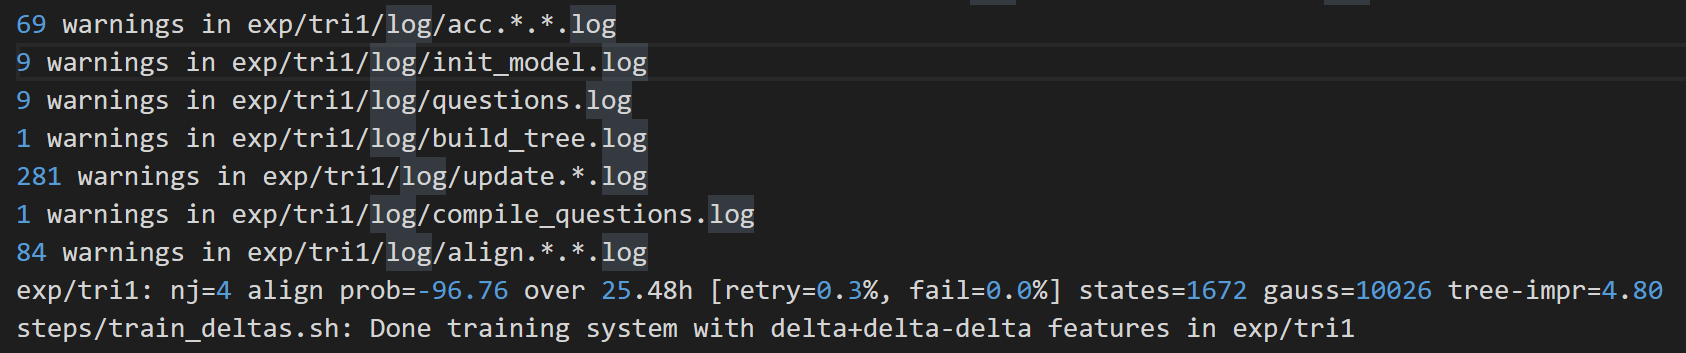 69 warnings in exp/tri1/log/acc.*.*.log
9 warnings in exp/tri1/log/init_model.log
9 warnings in exp/tri1/log/questions.log
1 warnings in exp/tri1/log/build_tree.log
281 warnings in exp/tri1/log/update.*.log
1 warnings in exp/tri1/log/compile_questions.log
84 warnings in exp/tri1/log/align.*.*.log
exp/tri1: nj=4 align prob=-96.76 over 25.48h [retry=0.3%, fail=0.0%] states=1672 gauss=10026 tree-impr=4.80
steps/train_deltas.sh: Done training system with delta+delta-delta features in exp/tri1